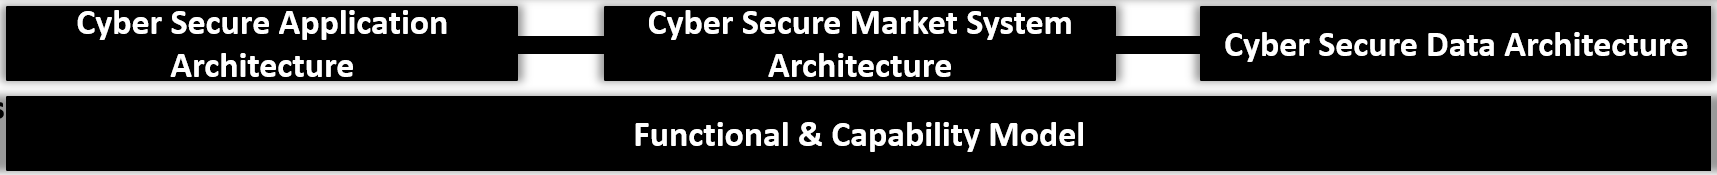 Cyber Secure Application
Architecture
Cyber Secure Market System
Architecture
Cyber Secure Data Architecture
Functional & Capability Model